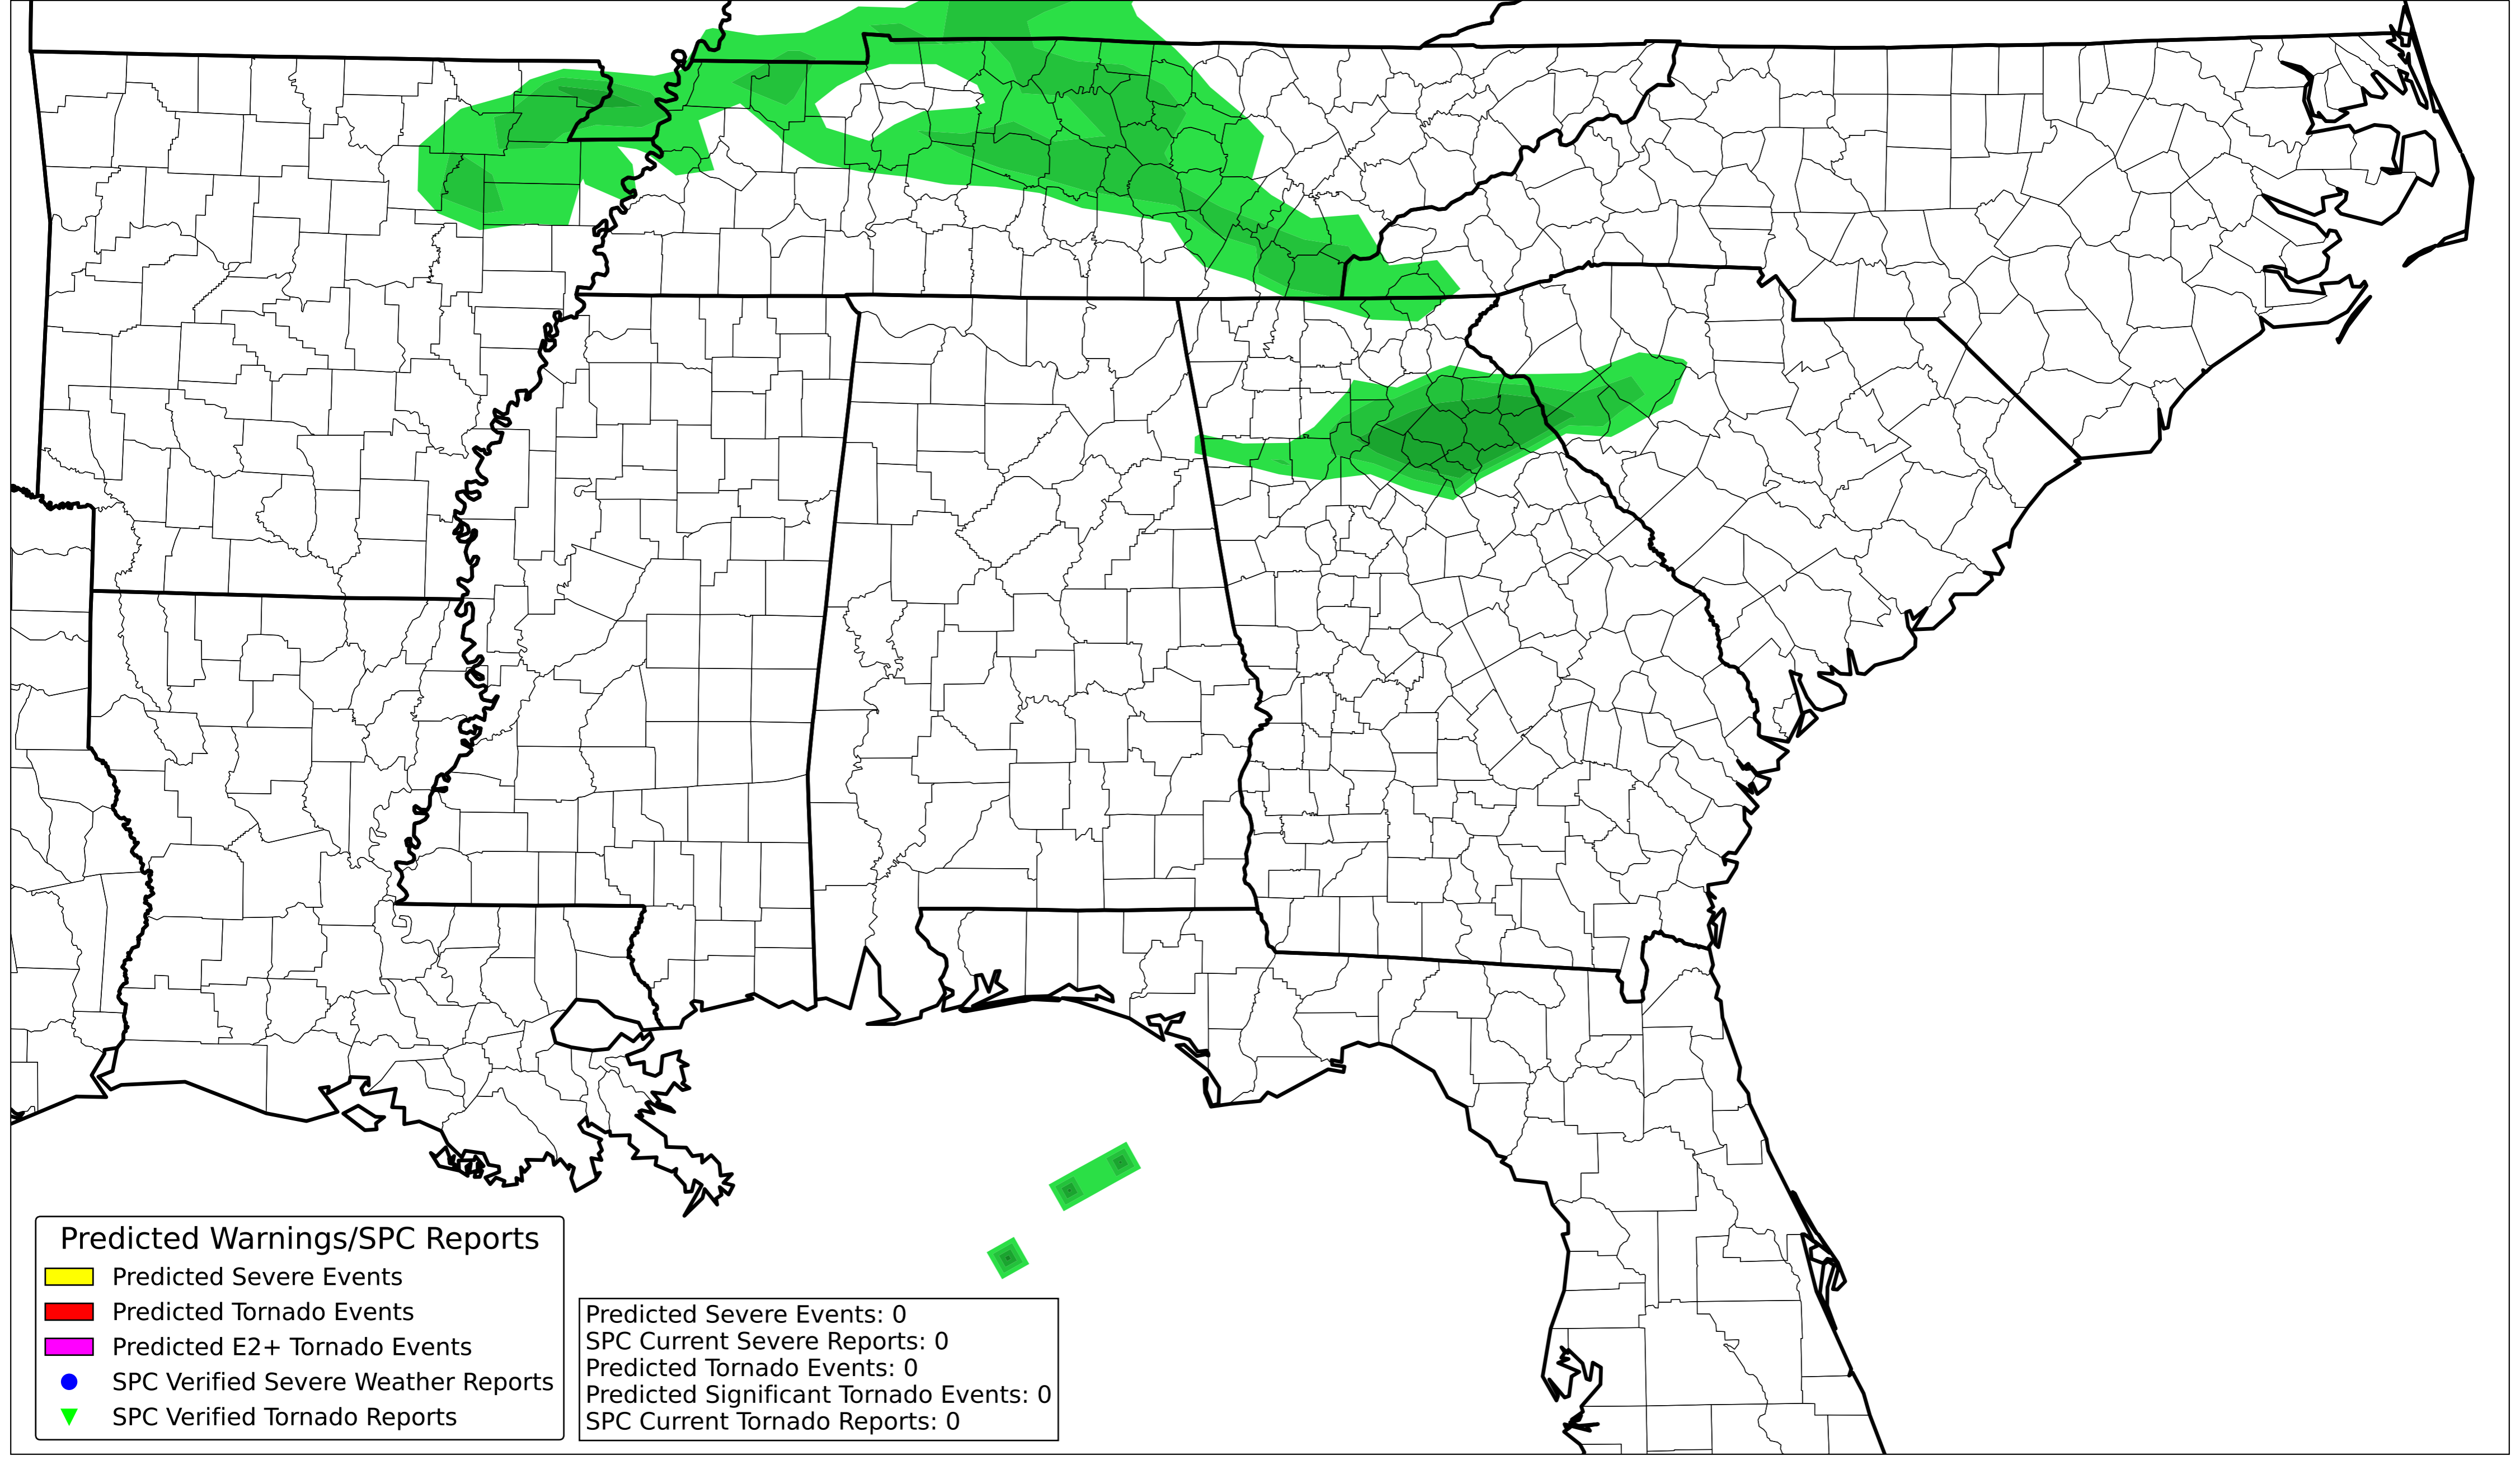 Predicted Warnings/SPC Reports
Predicted Severe Events
Predicted Tornado Events
Predicted E2+ Tornado Events
SPC Verified Severe Weather Reports
SPC Verified Tornado Reports
Predicted Severe Events: 0
SPC Current Severe Reports: 0
Predicted Tornado Events: 0
Predicted Significant Tornado Events: 0
SPC Current Tornado Reports: 0